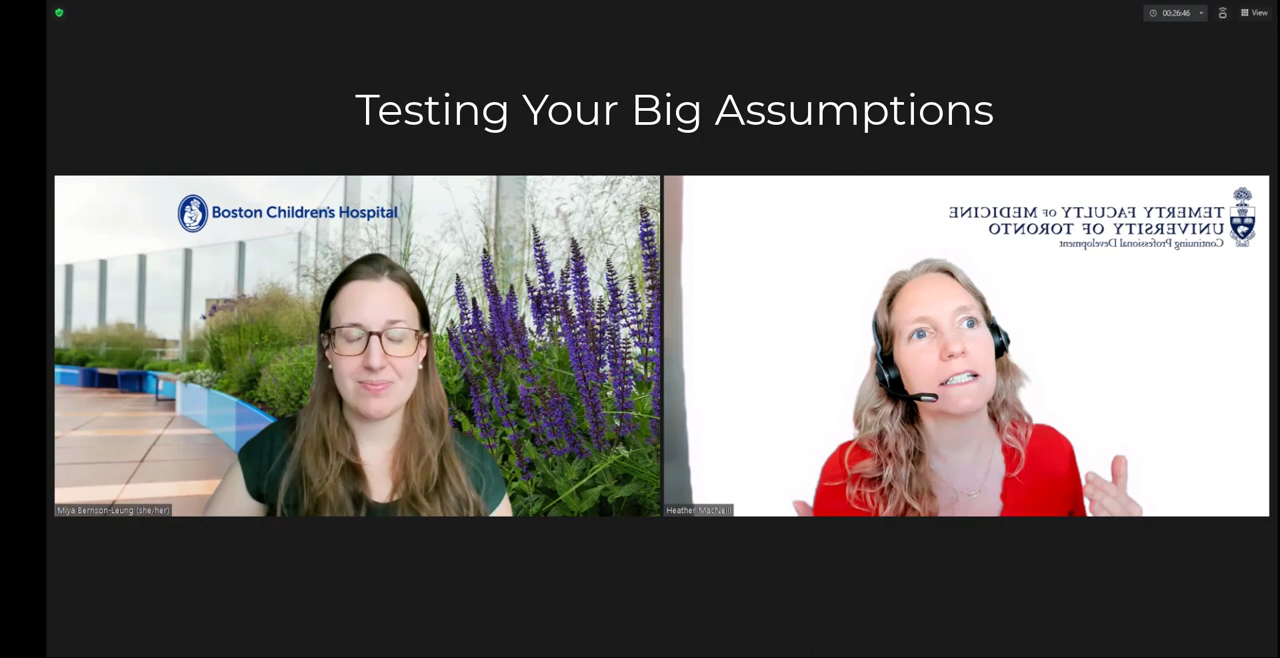 00:26:46
View
Testing Your Big Assumptions
Boston Children's Hospital
TEMERTY FACULTY OF MEDICINE
UNIVERSITY OF TORONTO
Continuing Professional Development
Miya Bernson-Leung (she/her)
Heather MacNeill